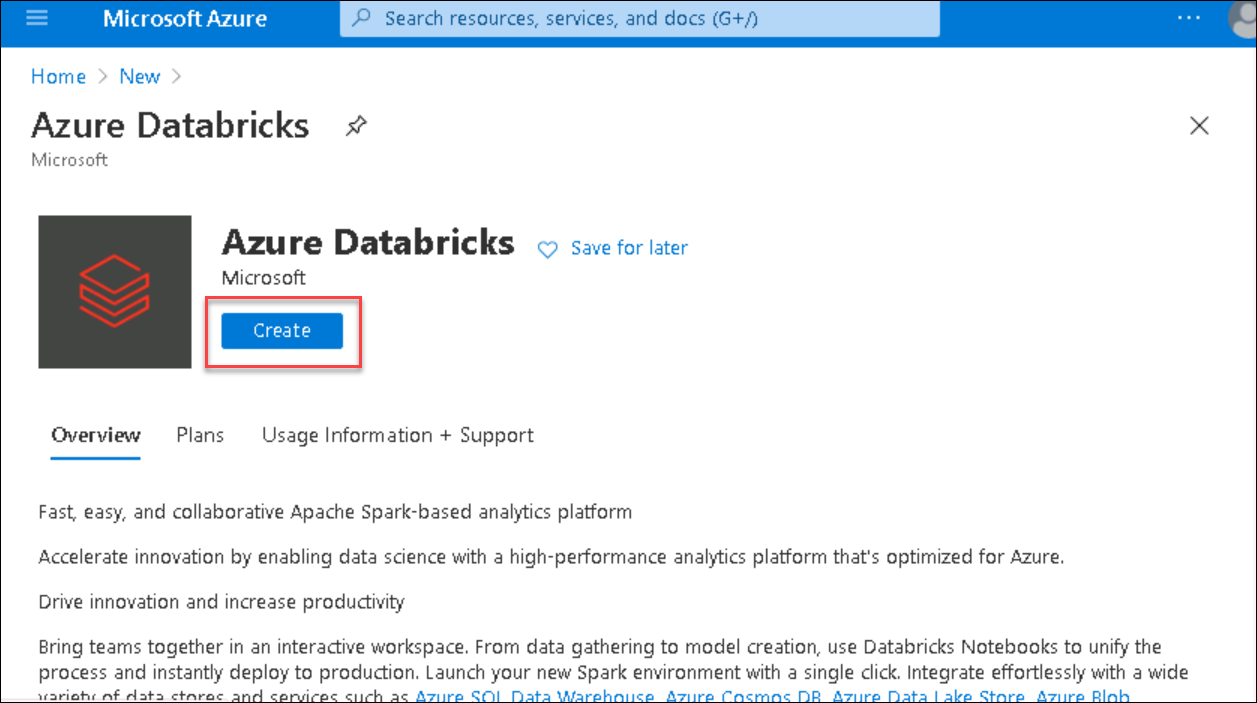 Microsoft Azure
Search resources, services, and docs (G+/)
...
Home > New >
Azure Databricks
Microsoft
Azure Databricks
Save for later
Microsoft
Create
Overview Plans Usage Information + Support
Fast, easy, and collaborative Apache Spark-based analytics platform
Accelerate innovation by enabling data science with a high-performance analytics platform that's optimized for Azure.
Drive innovation and increase productivity
Bring teams together in an interactive workspace. From data gathering to model creation, use Databricks Notebooks to unify the
process and instantly deploy to production. Launch your new Spark environment with a single click. Integrate effortlessly with a wide
variety of data stores and services such as Azure SQL Data Warehouse, Azure Cosmos DB, Azure Data Lake Store, Azure Blob